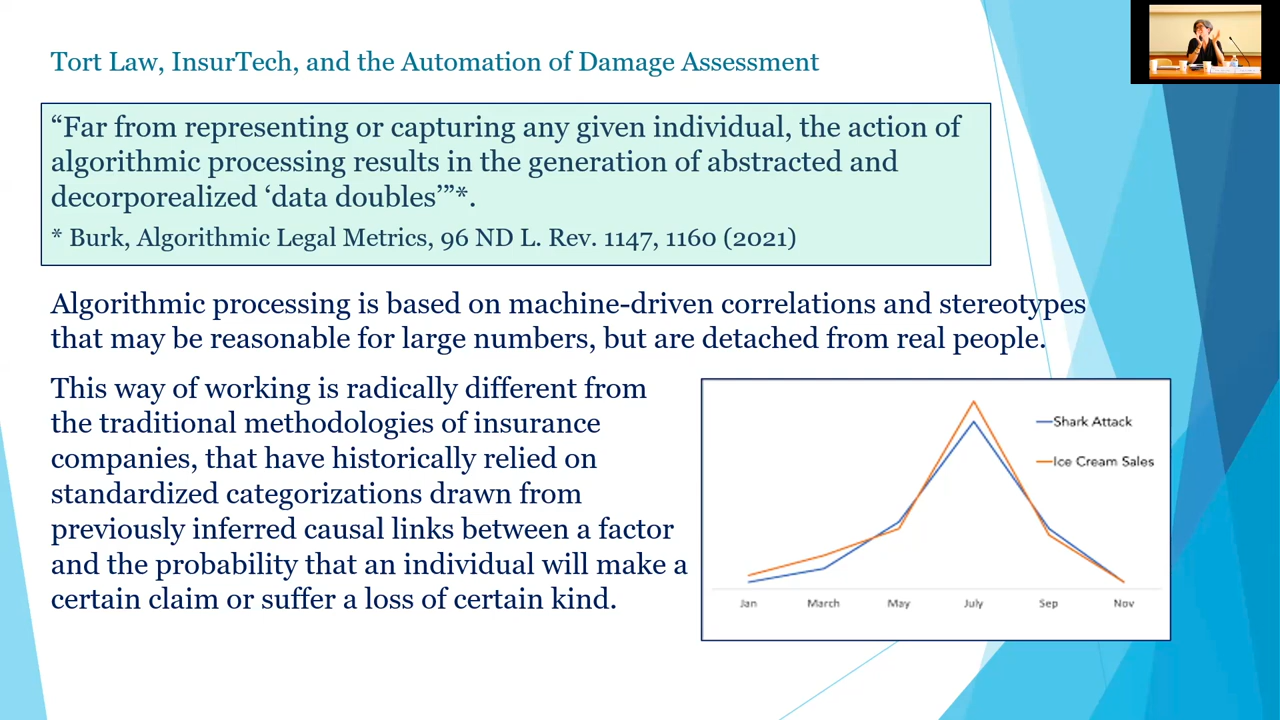 Tort Law, InsurTech, and the Automation of Damage Assessment
“Far from representing or capturing any given individual, the action of
algorithmic processing results in the generation of abstracted and
decorporealized ‘data doubles’”*.
* Burk, Algorithmic Legal Metrics, 96 ND L. Rev. 1147, 1160 (2021)
Algorithmic processing is based on machine-driven correlations and stereotypes
that may be reasonable for large numbers, but are detached from real people.
This way of working is radically different from
the traditional methodologies of insurance
companies, that have historically relied on
standardized categorizations drawn from
previously inferred causal links between a factor
and the probability that an individual will make a
certain claim or suffer a loss of certain kind.
Shark Attack
Ice Cream Sales
Jan March May July Sep Nov